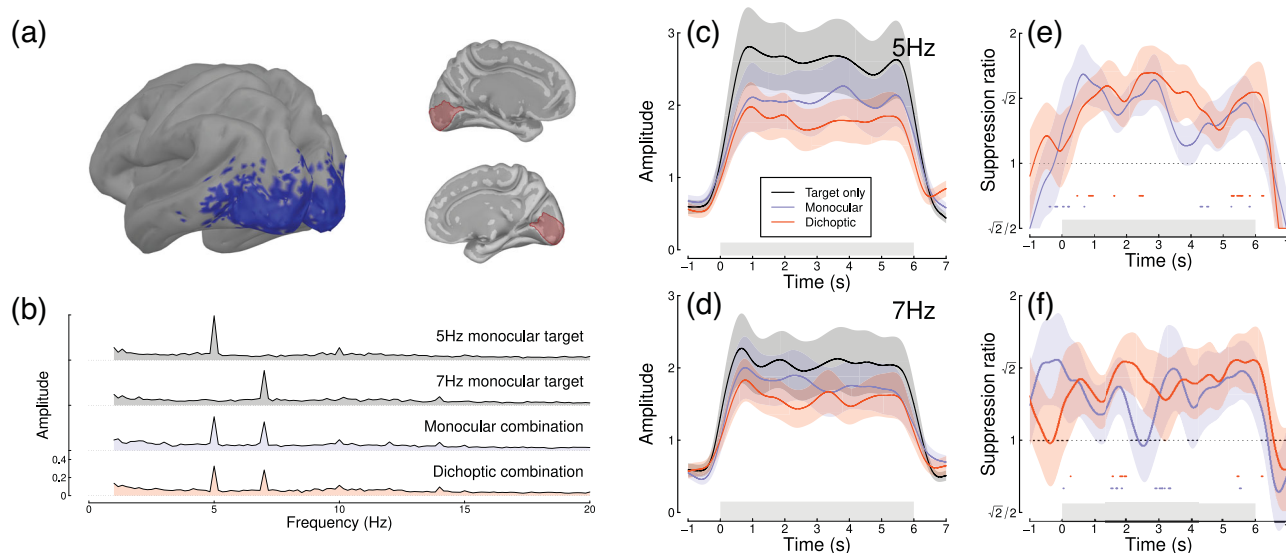 (a)
(b)
5Hz monocular target
7Hz monocular target
Monocular combination
Dichoptic combination
Amplitude
0.4
0.2
0
0 5 10 15 20
Frequency (Hz)
(c)
5Hz
3
2
1
0
Amplitude
Target only
Monocular
Dichoptic
−1 0 1 2 3 4 5 6 7
Time (s)
(d)
7Hz
3
2
1
0
Amplitude
−1 0 1 2 3 4 5 6 7
Time (s)
(e)
2
√2
1
√2/2
Suppression ratio
−1 0 1 2 3 4 5 6 7
Time (s)
(f)
2
√2
1
√2/2
Suppression ratio
−1 0 1 2 3 4 5 6 7
Time (s)